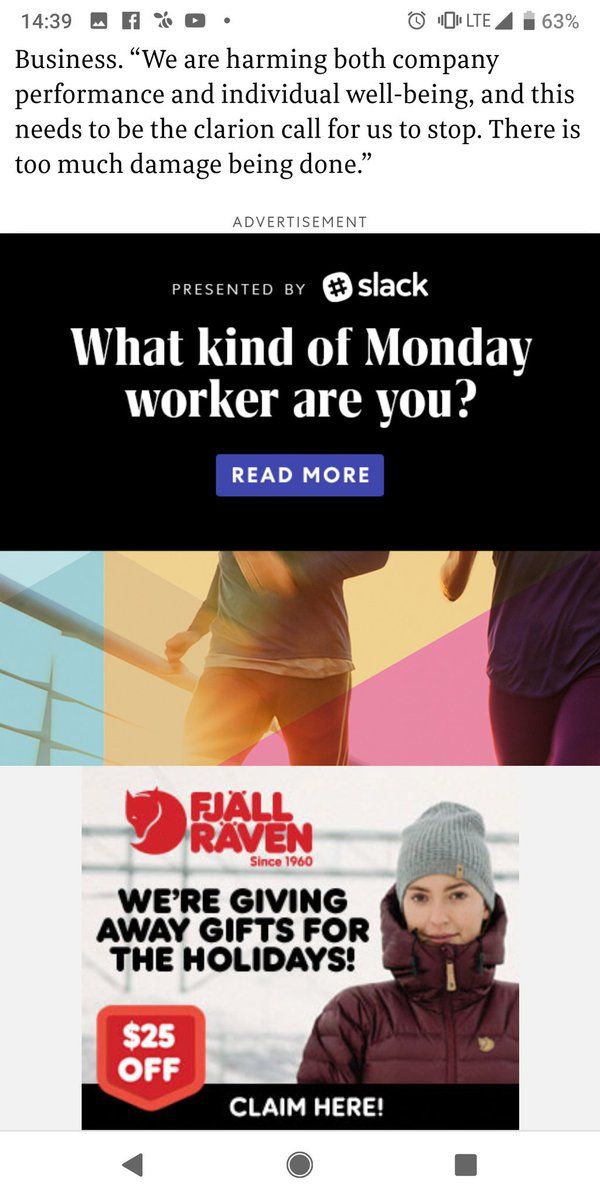 14:39
LTE
63%
Business. “We are harming both company
performance and individual well-being, and this
needs to be the clarion call for us to stop. There is
too much damage being done.”
ADVERTISEMENT
PRESENTED BY slack
What kind of Monday
worker are you?
READ MORE
FJÄLL
RÄVEN
Since 1960
WE’RE GIVING
AWAY GIFTS FOR
THE HOLIDAYS!
$25
OFF
CLAIM HERE!